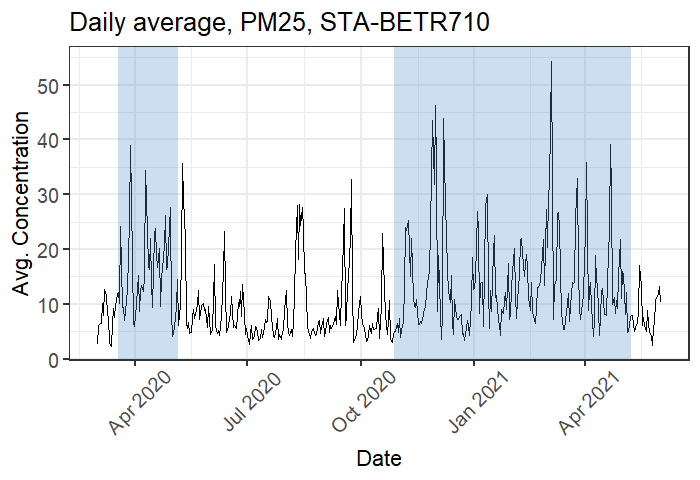 Daily average, PM25, STA-BETR710
Avg. Concentration
50
40
30
20
10
0
Apr 2020
Jul 2020
Oct 2020
Jan 2021
Apr 2021
Date